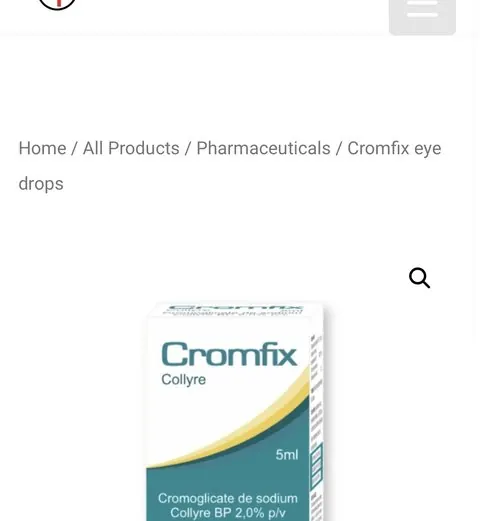 Home / All Products / Pharmaceuticals / Cromfix eye
drops
Cromfix
Collyre
5ml
Cromoglicate de sodium
Collyre BP 2,0% p/v